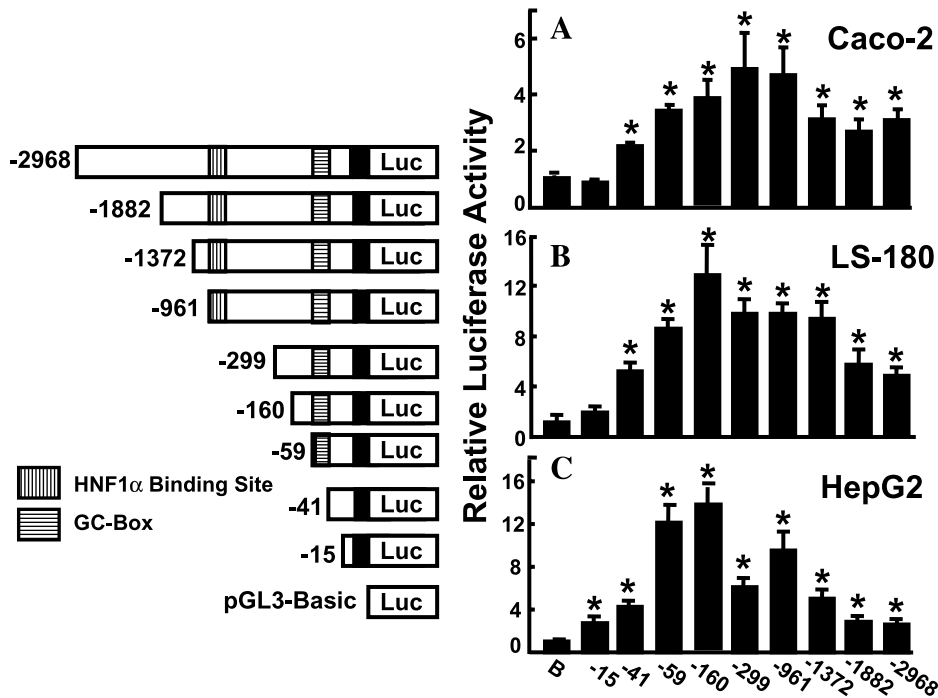 -2968 Luc
-1882 Luc
-1372 Luc
-961 Luc
-299 Luc
-160 Luc
-59 Luc
-41 Luc
-15 Luc
pGL3-Basic Luc
HNF1α Binding Site
GC-Box
Relative Luciferase Activity
A
Caco-2
6
4
2
0
* * * * * * * *
B
LS-180
16
12
8
4
0
* * * * * * * *
C
HepG2
16
12
8
4
0
* * * * * * * * *
B -15 -41 -59 -160 -299 -961 -1372 -1882 -2968